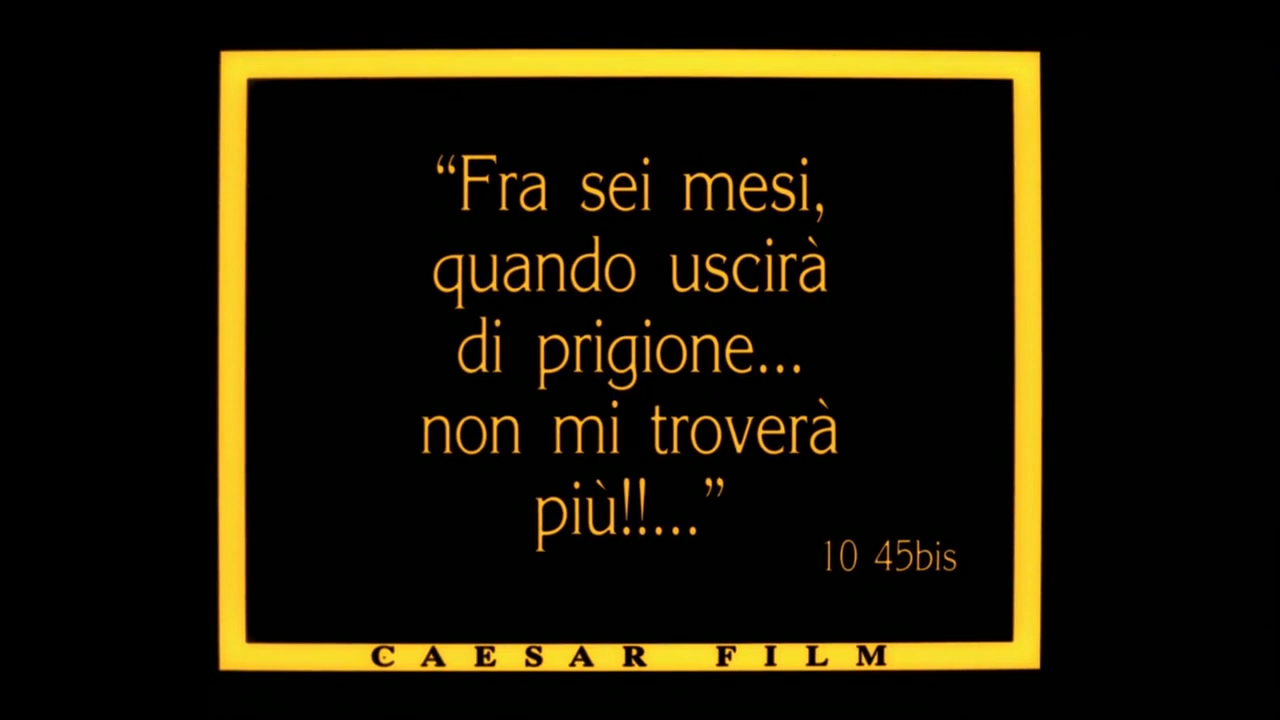 “Fra sei mesi,
quando uscirà
di prigione...
non mi troverà
più!!...”
10 45bis
CAESAR FILM